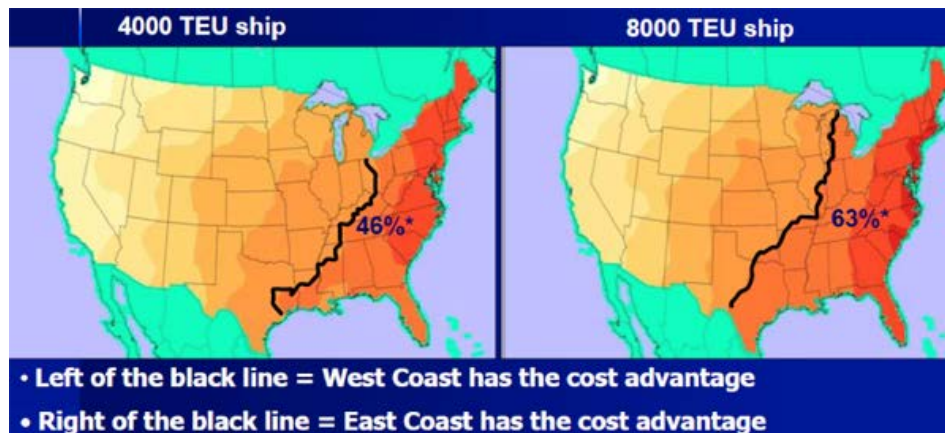 4000 TEU ship
8000 TEU ship
46%*
63%*
• Left of the black line = West Coast has the cost advantage
• Right of the black line = East Coast has the cost advantage